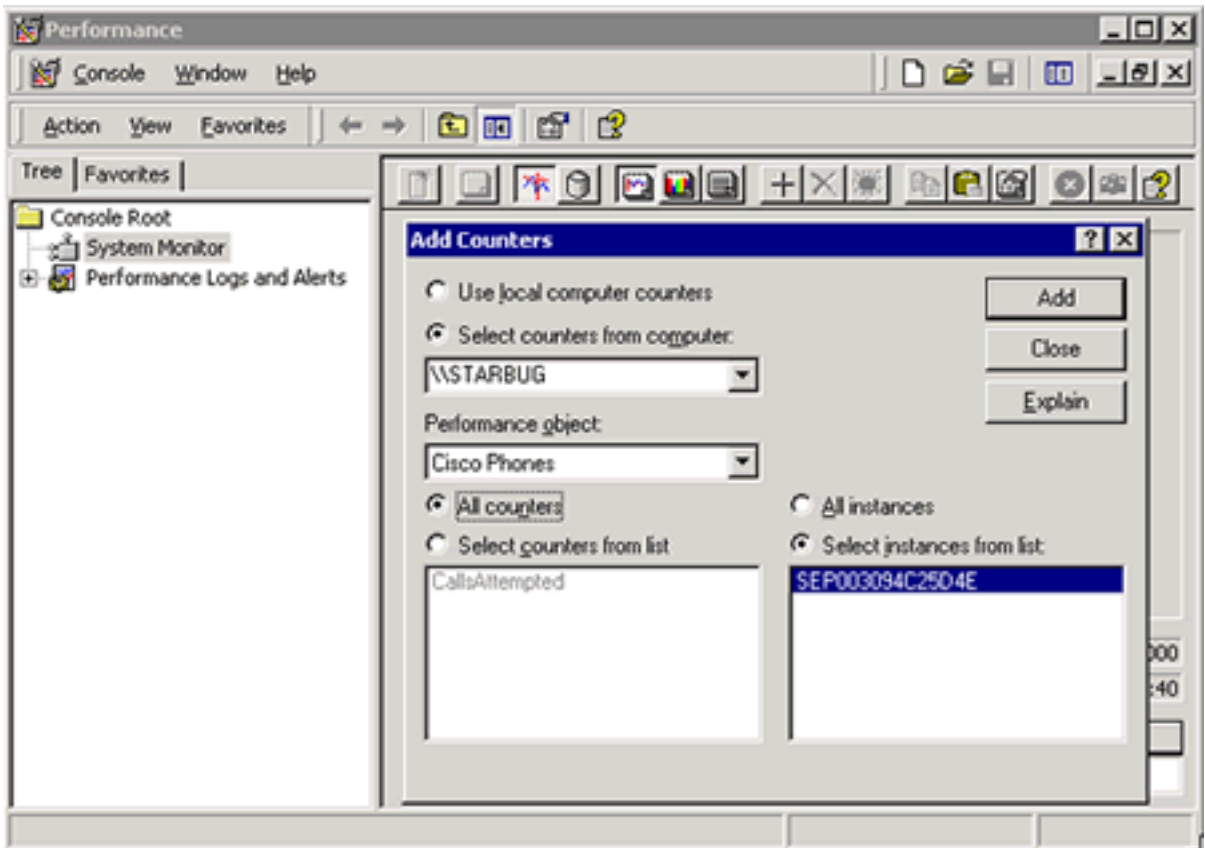 Performance
Console Window Help
Action View Favorites
Tree Favorites
Console Root
System Monitor
Performance Logs and Alerts
Add Counters
Use local computer counters
Add
Select counters from computer:
Close
\\STARBUG
Explain
Performance object:
Cisco Phones
All counters
All instances
Select counters from list
Select instances from list:
CallsAttempted
SEP003094C25D4E
000
:40